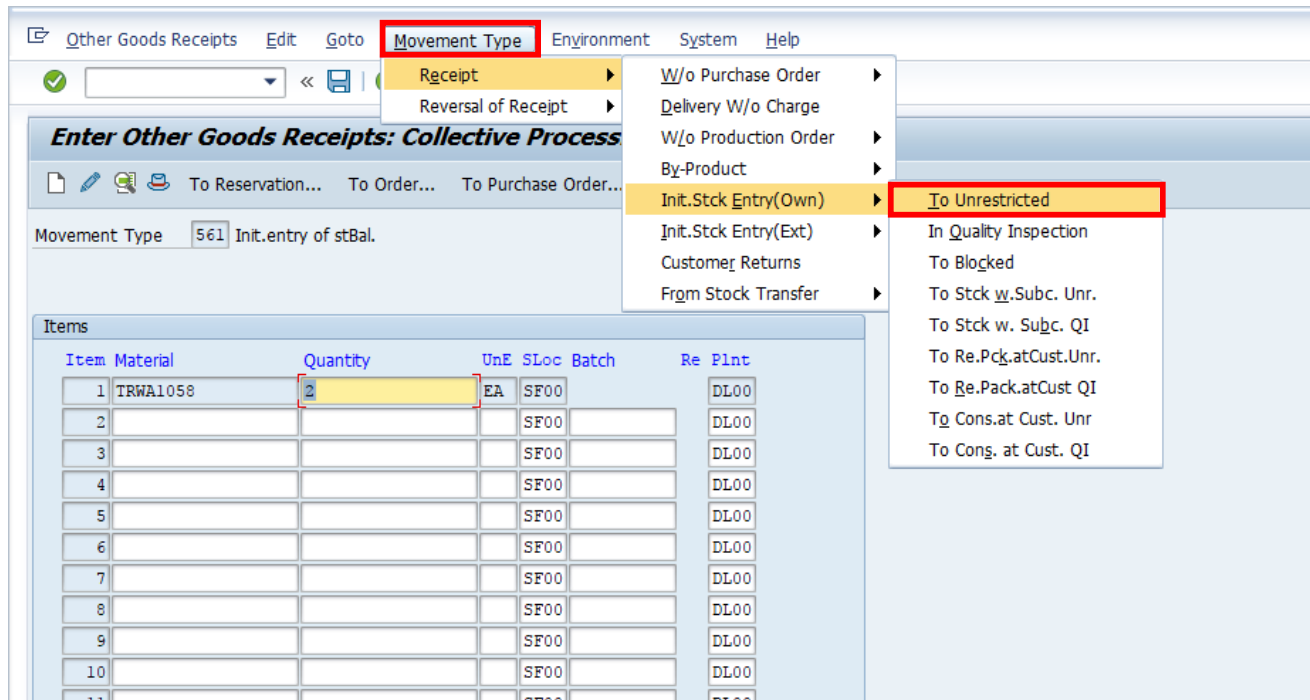 Other Goods Receipts Edit Goto Movement Type Environment System Help
Receipt
Reversal of Receipt
W/o Purchase Order
Delivery W/o Charge
W/o Production Order
By-Product
Init.Stck Entry(Own)
Init.Stck Entry(Ext)
Customer Returns
From Stock Transfer
To Unrestricted
In Quality Inspection
To Blocked
To Stck w.Subc. Unr.
To Stck w. Subc. QI
To Re.Pck.atCust.Unr.
To Re.Pack.atCust QI
To Cons.at Cust. Unr
To Cons. at Cust. QI
Enter Other Goods Receipts: Collective Process
To Reservation... To Order... To Purchase Order...
Movement Type 561 Init.entry of stBal.
Items
Item Material Quantity UnE SLoc Batch Re Plnt
1 TRWA1058 2 EA SF00 DL00
2 SF00 DL00
3 SF00 DL00
4 SF00 DL00
5 SF00 DL00
6 SF00 DL00
7 SF00 DL00
8 SF00 DL00
9 SF00 DL00
10 SF00 DL00